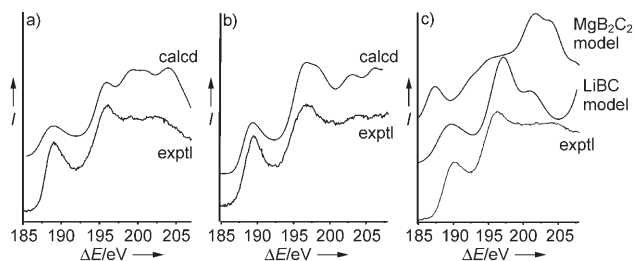 a) b) c)
MgB₂C₂
model
calcd calcd
LiBC
model
I I I
exptl exptl exptl
185 190 195 200 205 185 190 195 200 205 185 190 195 200 205
ΔE/eV ΔE/eV ΔE/eV